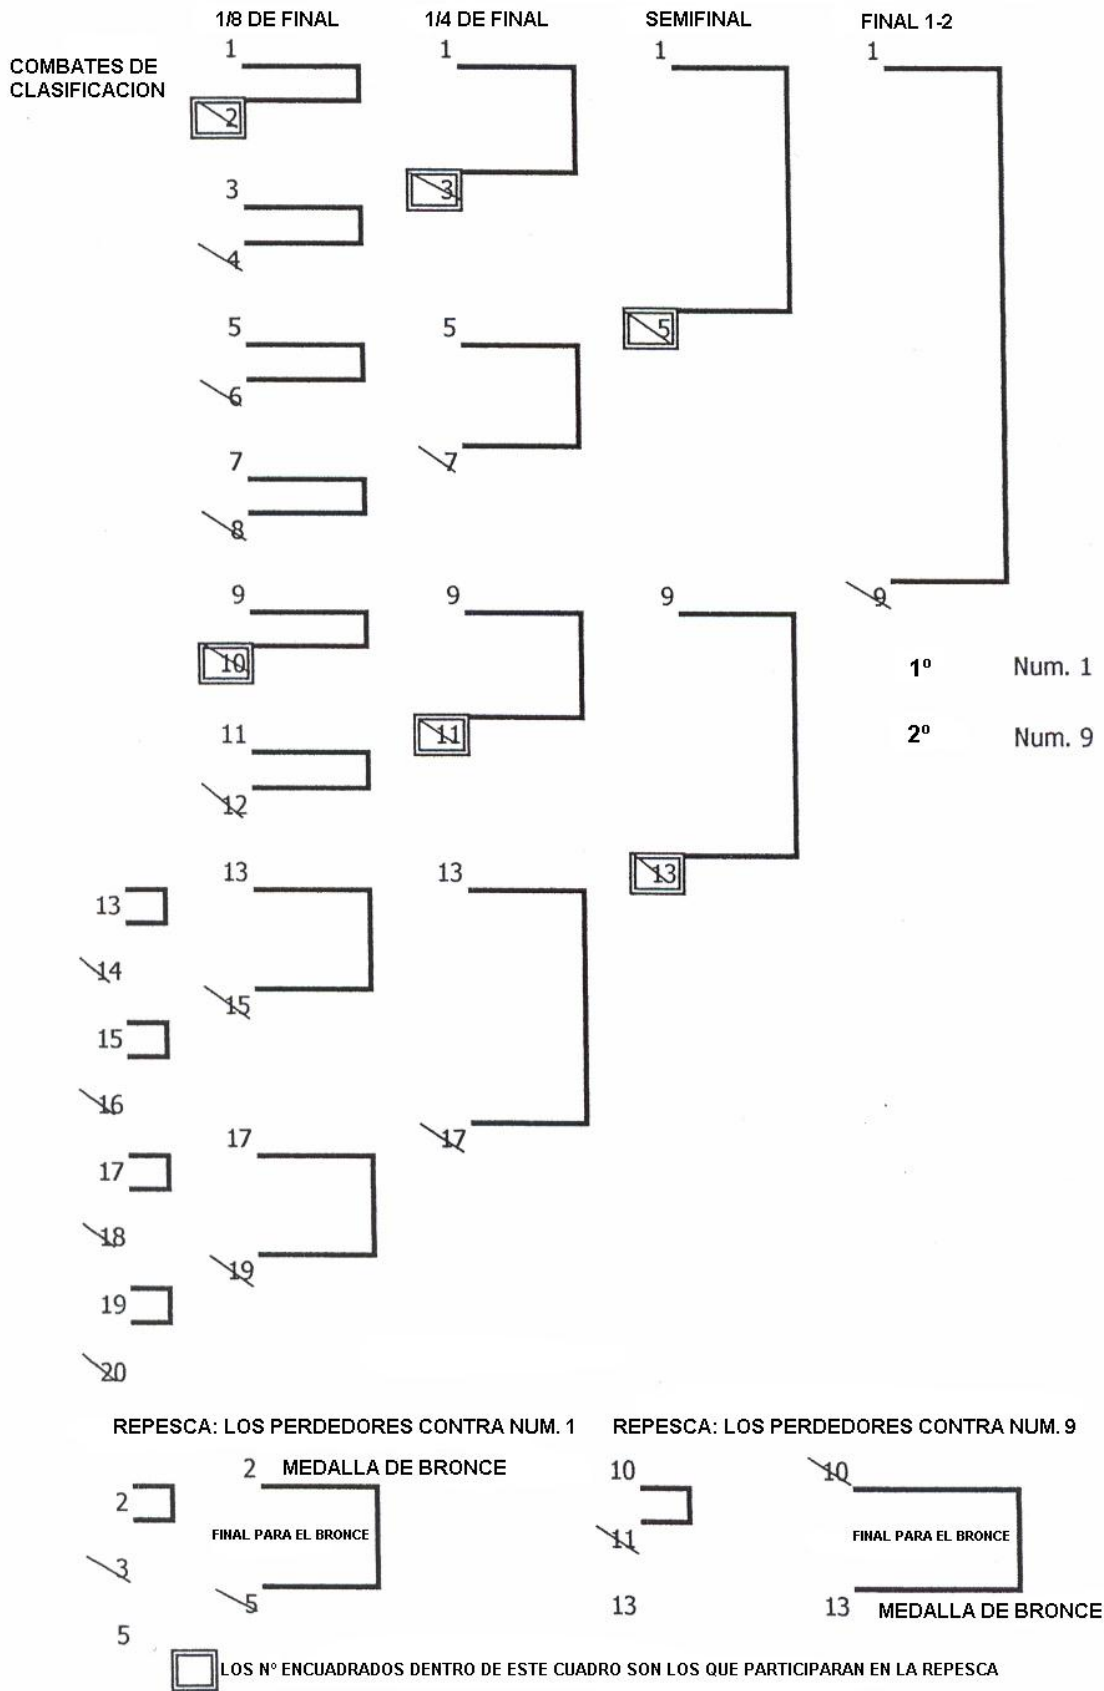 1/8 DE FINAL 1/4 DE FINAL SEMIFINAL FINAL 1-2
1 1 1 1
COMBATES DE
CLASIFICACION
2
3 3
4
5 5 5
6
7 7
8
9 9 9 9
10
1º Num. 1
11 11
2º Num. 9
12
13 13 13
13
14
15
15
16
17 17
17
18
19
19
20
REPESCA: LOS PERDEDORES CONTRA NUM. 1 REPESCA: LOS PERDEDORES CONTRA NUM. 9
2 MEDALLA DE BRONCE 10 10
2
FINAL PARA EL BRONCE FINAL PARA EL BRONCE
11
3
5 13 13 MEDALLA DE BRONCE
5
LOS Nº ENCUADRADOS DENTRO DE ESTE CUADRO SON LOS QUE PARTICIPARAN EN LA REPESCA